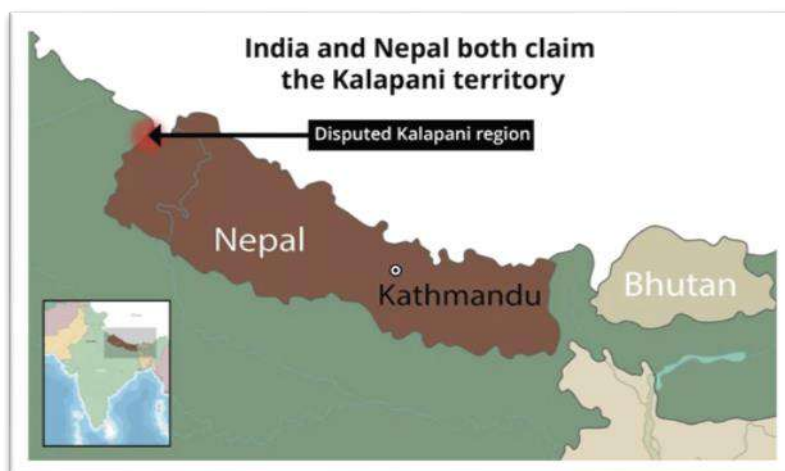 India and Nepal both claim
the Kalapani territory
Disputed Kalapani region
Nepal
Kathmandu
Bhutan